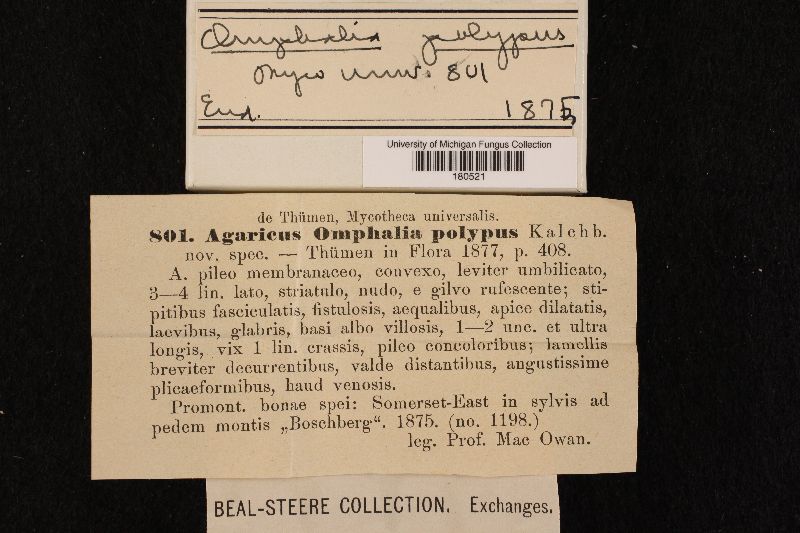 Omphalia polypus
Myco univ. 801
End. 1875
University of Michigan Fungus Collection
180521
de Thümen, Mycotheca universalis.
801. Agaricus Omphalia polypus Kalchb.
nov. spec. — Thümen in Flora 1877, p. 408.
A. pileo membranaceo, convexo, leviter umbilicato,
3—4 lin. lato, striatulo, nudo, e gilvo rufescente; sti-
pitibus fasciculatis, fistulosis, aequalibus, apice dilatatis,
laevibus, glabris, basi albo villosis, 1—2 unc. et ultra
longis, vix 1 lin. crassis, pileo concoloribus; lamellis
breviter decurrentibus, valde distantibus, angustissime
plicaeformibus, haud venosis.
Promont. bonae spei: Somerset-East in sylvis ad
pedem montis „Boschberg“. 1875. (no. 1198.)
leg. Prof. Mac Owan.
BEAL-STEERE COLLECTION. Exchanges.